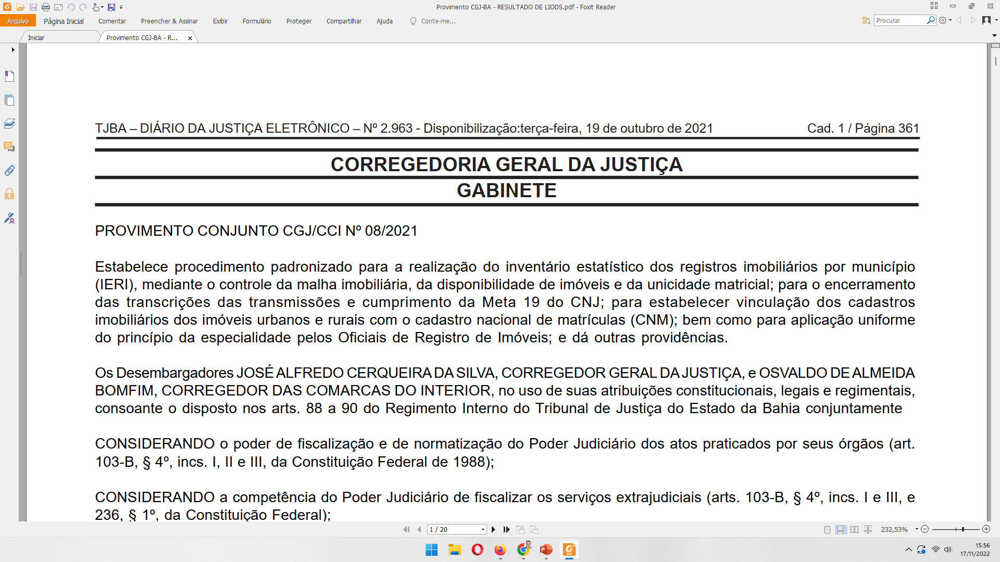 Provimento CGJ-BA - RESULTADO DE LIODS.pdf - Foxit Reader
Arquivo Página Inicial Comentar Preencher & Assinar Exibir Formulário Proteger Compartilhar Ajuda Conte-me... Procurar
Iniciar Provimento CGJ-BA - R...
TJBA – DIÁRIO DA JUSTIÇA ELETRÔNICO – Nº 2.963 - Disponibilização:terça-feira, 19 de outubro de 2021 Cad. 1 / Página 361
CORREGEDORIA GERAL DA JUSTIÇA
GABINETE
PROVIMENTO CONJUNTO CGJ/CCI Nº 08/2021
Estabelece procedimento padronizado para a realização do inventário estatístico dos registros imobiliários por município
(IERI), mediante o controle da malha imobiliária, da disponibilidade de imóveis e da unicidade matricial; para o encerramento
das transcrições das transmissões e cumprimento da Meta 19 do CNJ; para estabelecer vinculação dos cadastros
imobiliários dos imóveis urbanos e rurais com o cadastro nacional de matrículas (CNM); bem como para aplicação uniforme
do princípio da especialidade pelos Oficiais de Registro de Imóveis; e dá outras providências.
Os Desembargadores JOSÉ ALFREDO CERQUEIRA DA SILVA, CORREGEDOR GERAL DA JUSTIÇA, e OSVALDO DE ALMEIDA
BOMFIM, CORREGEDOR DAS COMARCAS DO INTERIOR, no uso de suas atribuições constitucionais, legais e regimentais,
consoante o disposto nos arts. 88 a 90 do Regimento Interno do Tribunal de Justiça do Estado da Bahia conjuntamente
CONSIDERANDO o poder de fiscalização e de normatização do Poder Judiciário dos atos praticados por seus órgãos (art.
103-B, § 4º, incs. I, II e III, da Constituição Federal de 1988);
CONSIDERANDO a competência do Poder Judiciário de fiscalizar os serviços extrajudiciais (arts. 103-B, § 4º, incs. I e III, e
236, § 1º, da Constituição Federal);
1 / 20 232,53%
15:56
17/11/2022